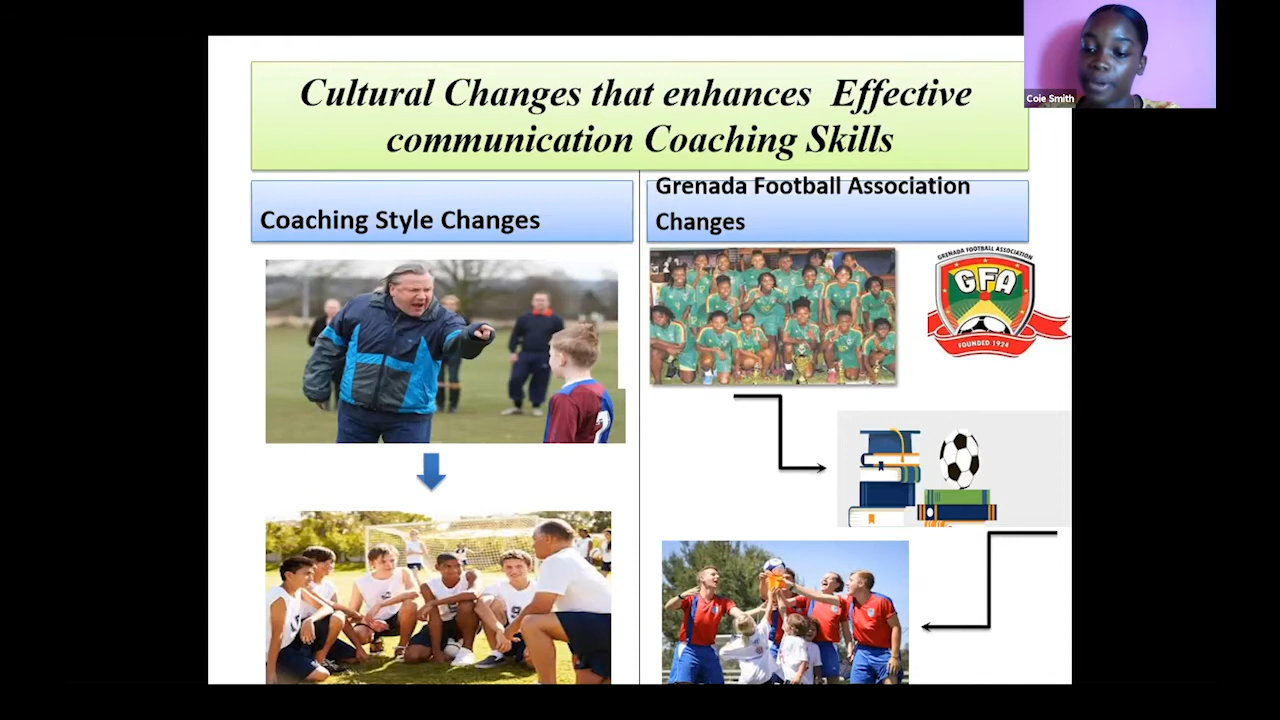 Cultural Changes that enhances Effective
communication Coaching Skills
Coie Smith
Coaching Style Changes
Grenada Football Association
Changes
GRENADA FOOTBALL ASSOCIATION
GFA
FOUNDED 1924